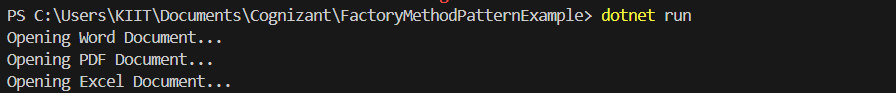 PS C:\Users\KIIT\Documents\Cognizant\FactoryMethodPatternExample> dotnet run
Opening Word Document...
Opening PDF Document...
Opening Excel Document...